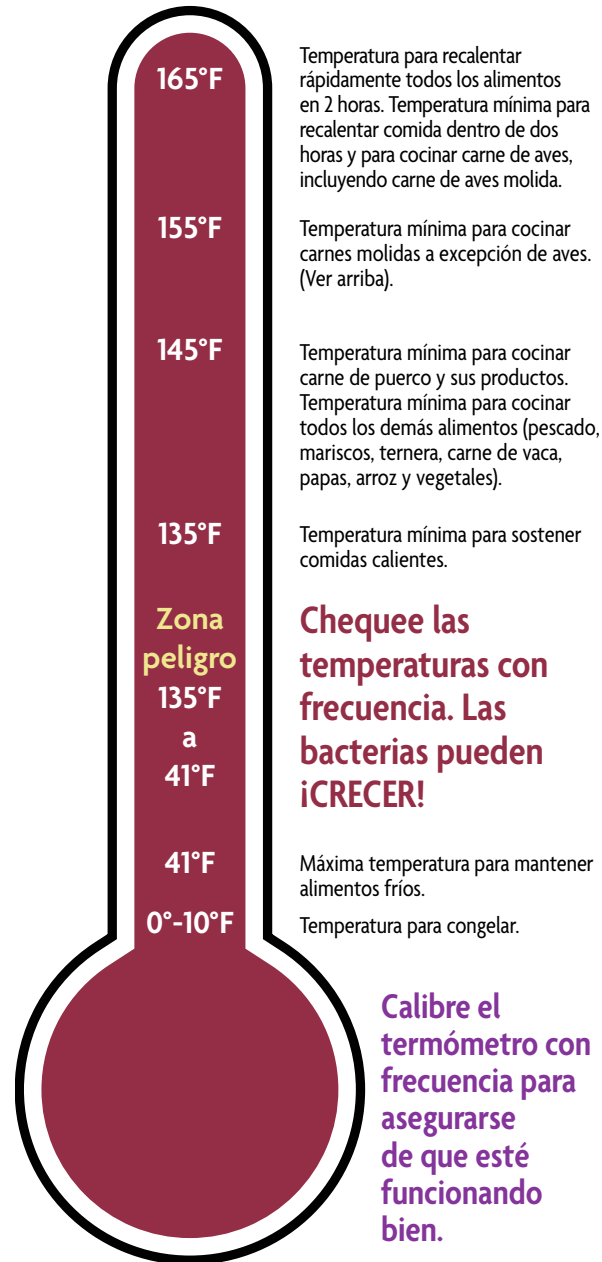 165°F
Temperatura para recalentar
rápidamente todos los alimentos
en 2 horas. Temperatura mínima para
recalentar comida dentro de dos
horas y para cocinar carne de aves,
incluyendo carne de aves molida.
155°F
Temperatura mínima para cocinar
carnes molidas a excepción de aves.
(Ver arriba).
145°F
Temperatura mínima para cocinar
carne de puerco y sus productos.
Temperatura mínima para cocinar
todos los demás alimentos (pescado,
mariscos, ternera, carne de vaca,
papas, arroz y vegetales).
135°F
Temperatura mínima para sostener
comidas calientes.
Zona
peligro
135°F
a
41°F
Chequee las
temperaturas con
frecuencia. Las
bacterias pueden
¡CRECER!
41°F
Máxima temperatura para mantener
alimentos fríos.
0°-10°F
Temperatura para congelar.
Calibre el
termómetro con
frecuencia para
asegurarse
de que esté
funcionando
bien.